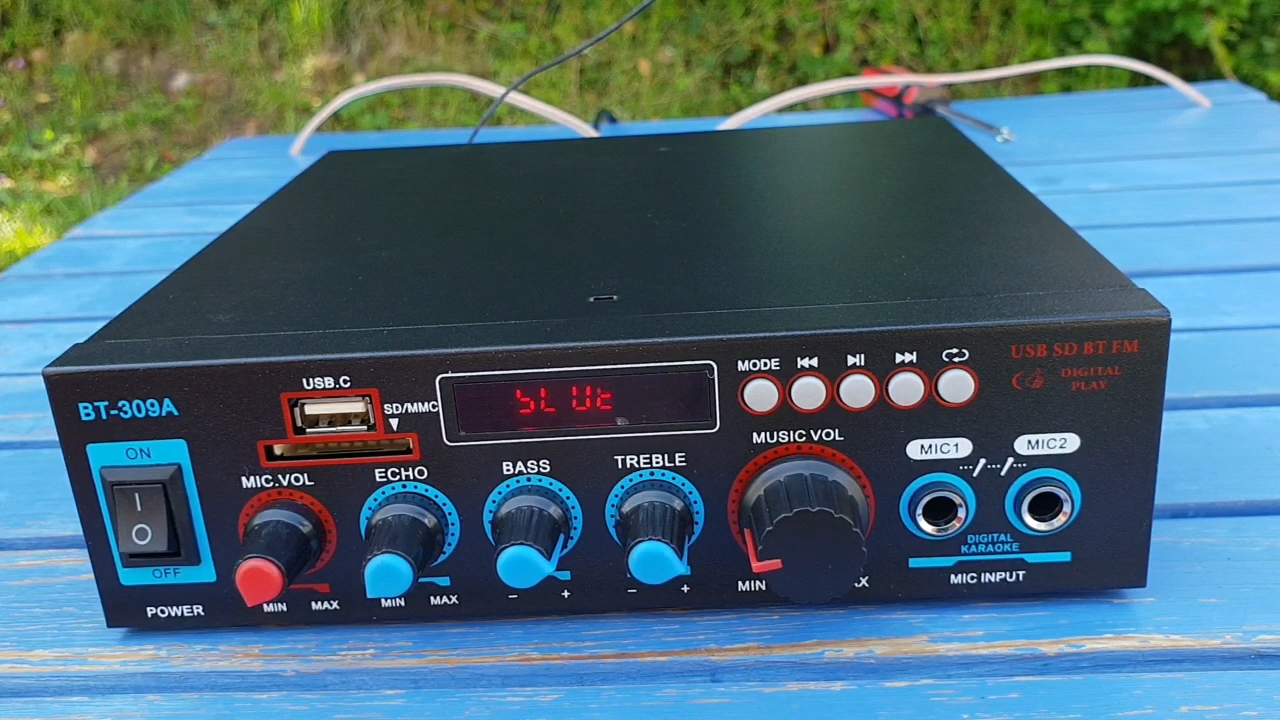 USB.C
SD/MMC
BT-309A
ON
I
O
OFF
POWER
MIC.VOL
MIN MAX
ECHO
MIN MAX
BASS
− +
TREBLE
− +
MODE
MUSIC VOL
MIN
USB SD BT FM
DIGITAL
PLAY
MIC1 MIC2
DIGITAL
KARAOKE
MIC INPUT